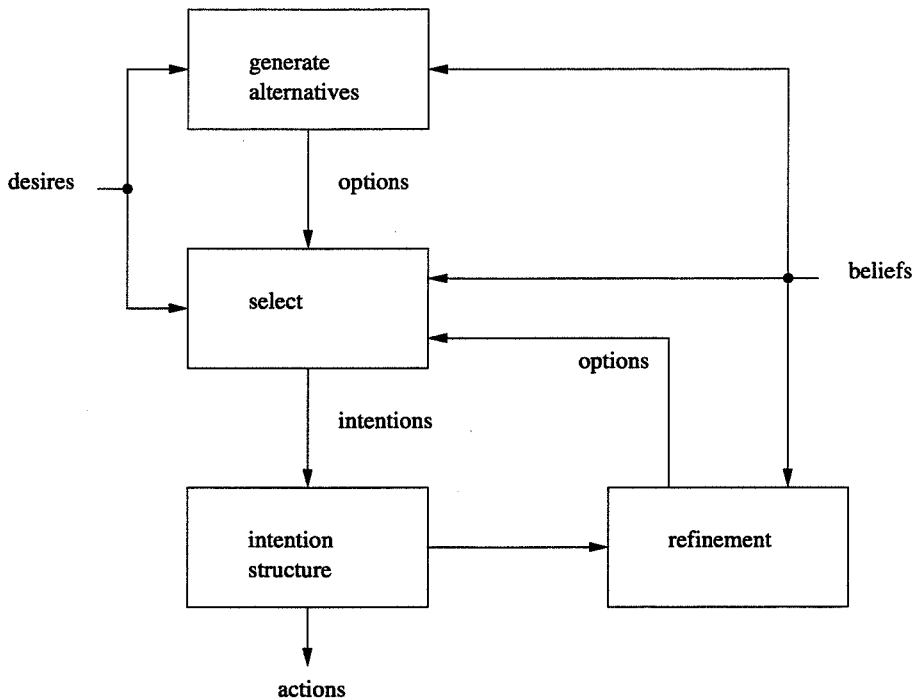 generate
alternatives
desires
options
beliefs
select
options
intentions
intention
structure
refinement
actions